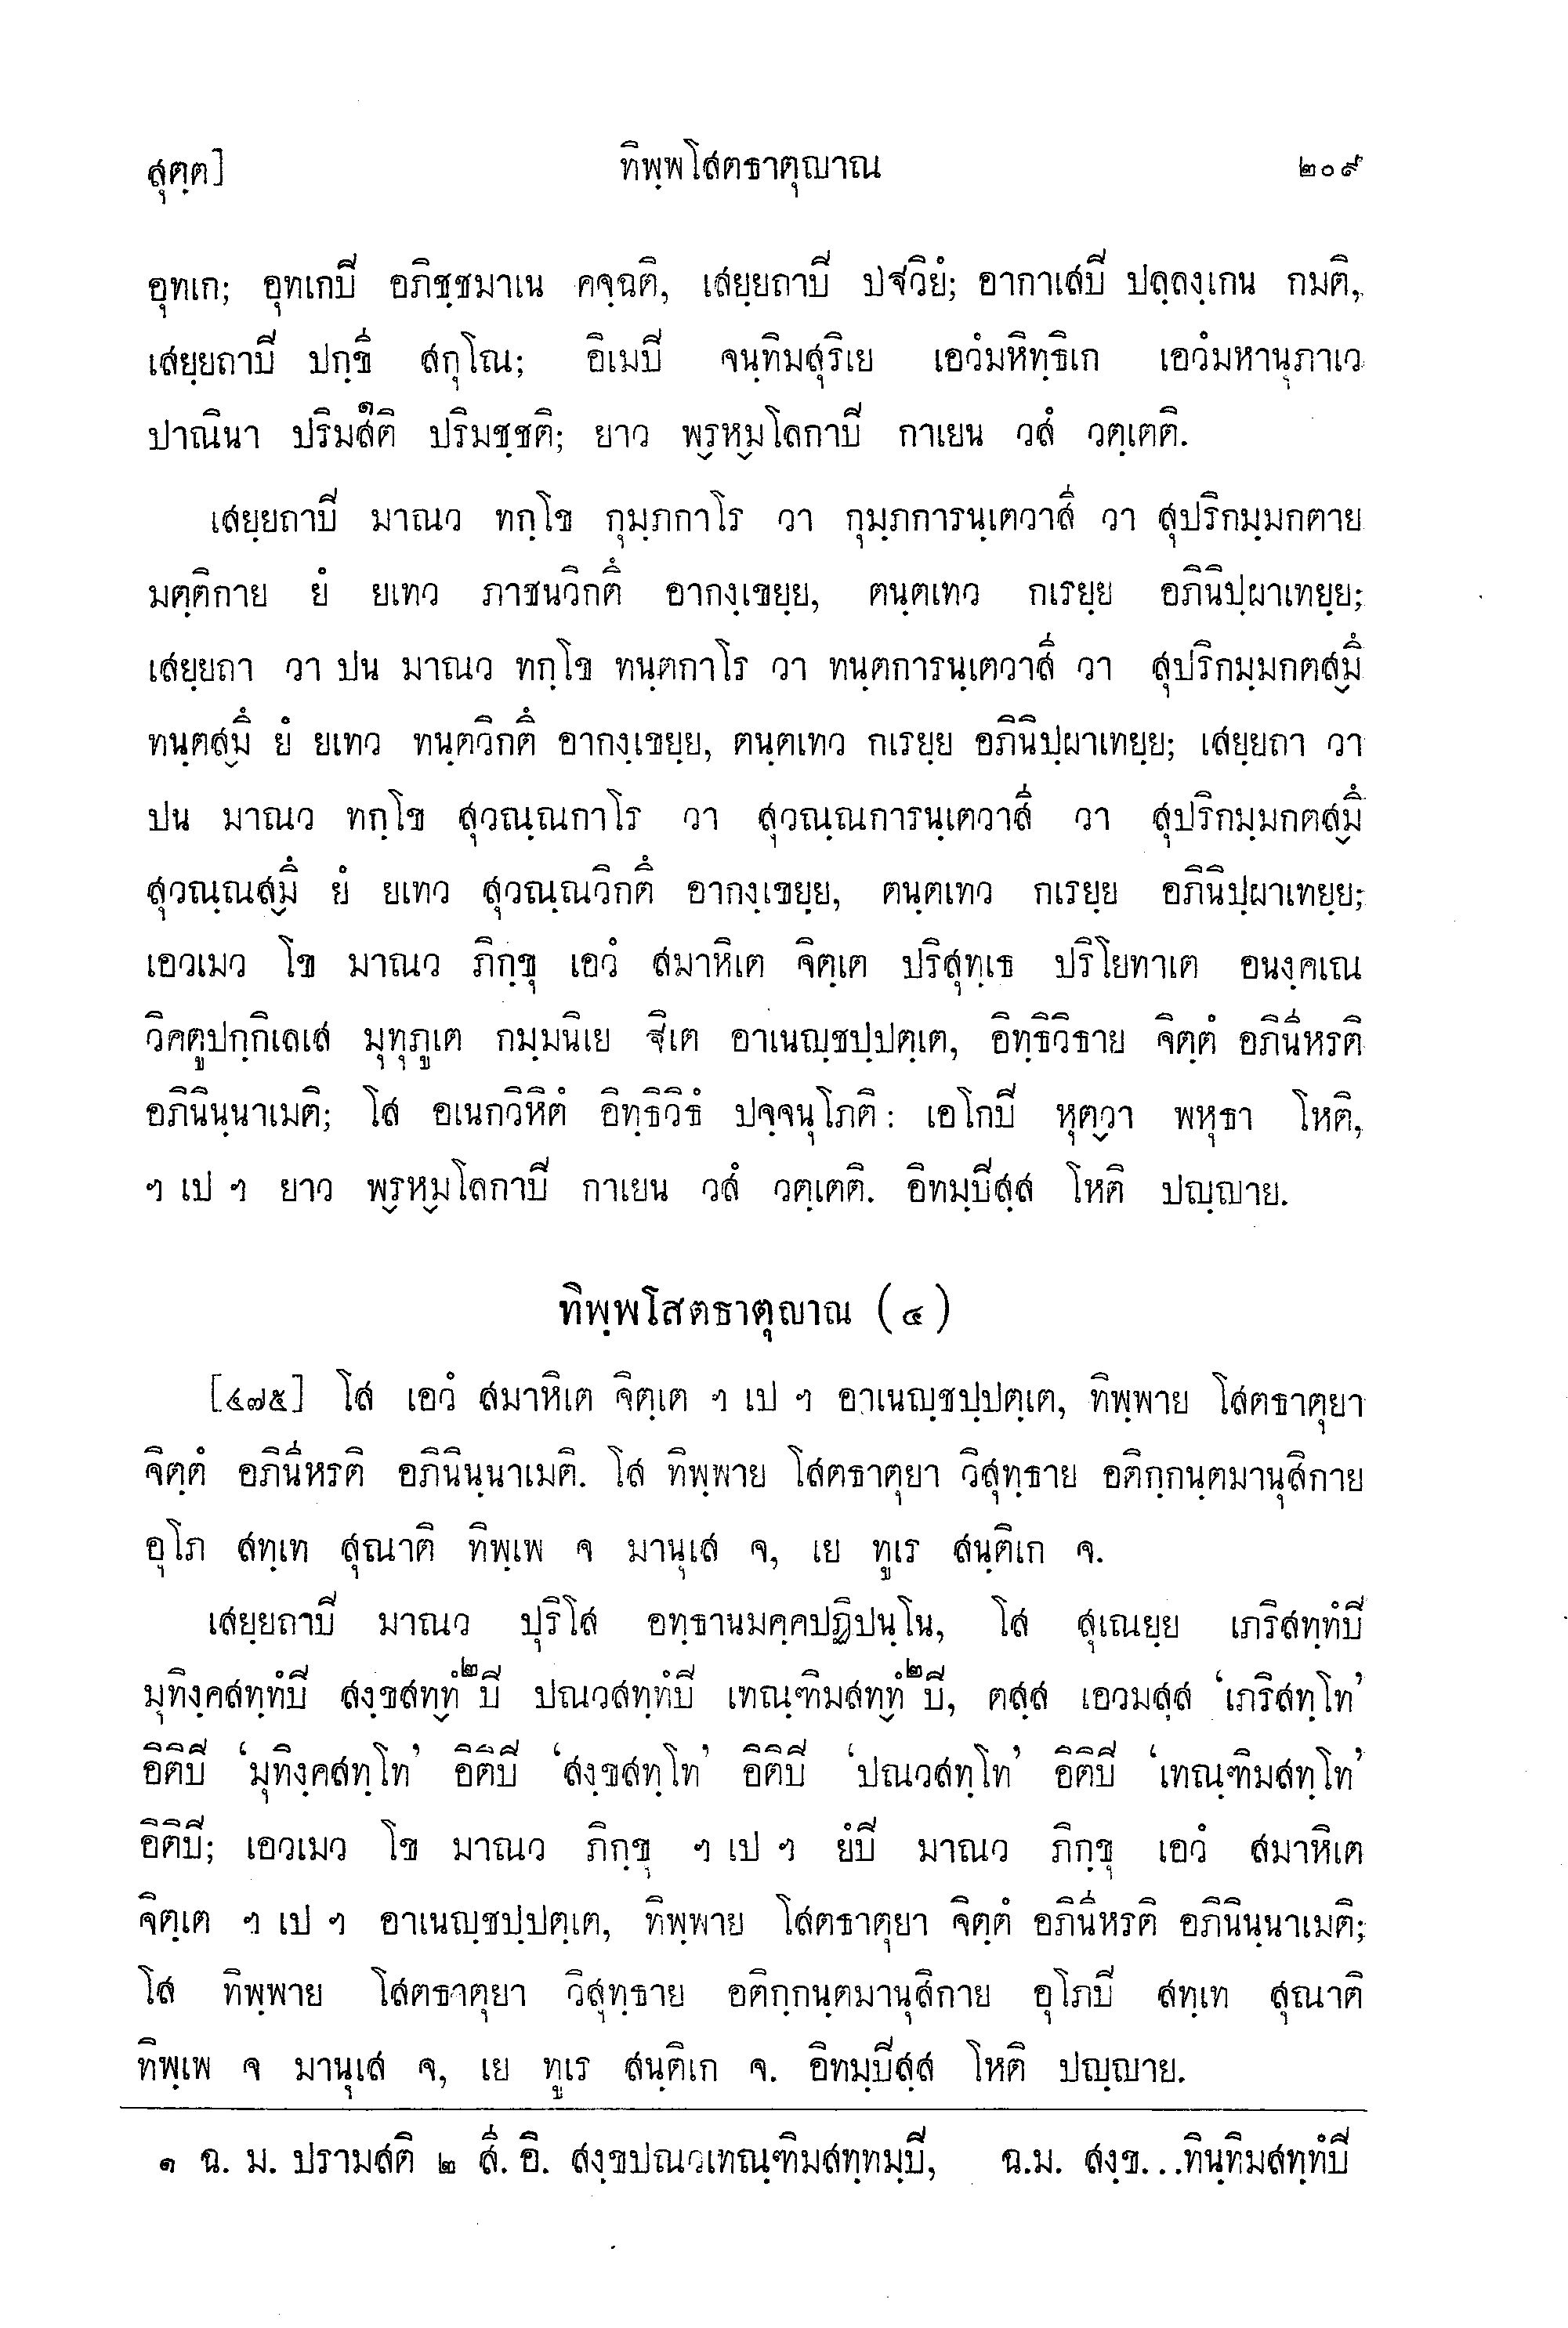 สุตฺต] ทิพฺพโสตธาตุญาณ ๒๐๙
อุทเก; อุทเกปิ อภิชฺชมาเน คจฺฉติ, เสยฺยถาปิ ปฐวิยํ; อากาเสปิ ปลฺลงฺเกน กมติ,
เสยฺยถาปิ ปกฺขี สกุโณ; อิเมปิ จนฺทิมสุริเย เอวํมหิทฺธิเก เอวํมหานุภาเว
ปาณินา ปริมสํติ๑ ปริมชฺชติ; ยาว พฺรหฺมโลกาปิ กาเยน วสํ วตฺเตติ.
เสยฺยถาปิ มาณว ทกฺโข กุมฺภกาโร วา กุมฺภการนฺเตวาสี วา สุปริกมฺมกตาย
มตฺติกาย ยํ ยเทว ภาชนวิกตึ อากงฺเขยฺย, ตนฺตเทว กเรยฺย อภินิปฺผาเทยฺย;
เสยฺยถา วา ปน มาณว ทกฺโข ทนฺตกาโร วา ทนฺตการนฺเตวาสี วา สุปริกมฺมกตสฺมึ
ทนฺตสฺมึ ยํ ยเทว ทนฺตวิกตึ อากงฺเขยฺย, ตนฺตเทว กเรยฺย อภินิปฺผาเทยฺย; เสยฺยถา วา
ปน มาณว ทกฺโข สุวณฺณกาโร วา สุวณฺณการนฺเตวาสี วา สุปริกมฺมกตสฺมึ
สุวณฺณสฺมึ ยํ ยเทว สุวณฺณวิกตึ อากงฺเขยฺย, ตนฺตเทว กเรยฺย อภินิปฺผาเทยฺย;
เอวเมว โข มาณว ภิกฺขุ เอวํ สมาหิเต จิตฺเต ปริสุทฺเธ ปริโยทาเต อนงฺคเณ
วิคตูปกฺกิเลเส มุทุภูเต กมฺมนิเย ฐิเต อาเนญฺชปฺปตฺเต, อิทฺธิวิธาย จิตฺตํ อภินีหรติ
อภินินฺนาเมติ; โส อเนกวิหิตํ อิทฺธิวิธํ ปจฺจนุโภติ: เอโกปิ หุตฺวา พหุธา โหติ,
ฯ เป ฯ ยาว พฺรหฺมโลกาปิ กาเยน วสํ วตฺเตติ. อิทมฺปิสฺส โหติ ปญฺญาย.
ทิพฺพโสตธาตุญาณ (๔)
[๔๗๕] โส เอวํ สมาหิเต จิตฺเต ฯ เป ฯ อาเนญฺชปฺปตฺเต, ทิพฺพาย โสตธาตุยา
จิตฺตํ อภินีหรติ อภินินฺนาเมติ. โส ทิพฺพาย โสตธาตุยา วิสุทฺธาย อติกฺกนฺตมานุสิกาย
อุโภ สทฺเท สุณาติ ทิพฺเพ จ มานุเส จ, เย ทูเร สนฺติเก จ.
เสยฺยถาปิ มาณว ปุริโส อทฺธานมคฺคปฏิปนฺโน, โส สุเณยฺย เภริสทฺทํปิ
มุทิงฺคสทฺทํปิ สงฺขสทฺทํ๒ปิ ปณวสทฺทํปิ เทณฺฑิมสทฺทํ๒ปิ, ตสฺส เอวมสฺส ‘เภริสทฺโท’
อิติปิ ‘มุทิงฺคสทฺโท’ อิติปิ ‘สงฺขสทฺโท’ อิติปิ ‘ปณวสทฺโท’ อิติปิ ‘เทณฺฑิมสทฺโท’
อิติปิ; เอวเมว โข มาณว ภิกฺขุ ฯ เป ฯ ยํปิ มาณว ภิกฺขุ เอวํ สมาหิเต
จิตฺเต ฯ เป ฯ อาเนญฺชปฺปตฺเต, ทิพฺพาย โสตธาตุยา จิตฺตํ อภินีหรติ อภินินฺนาเมติ;
โส ทิพฺพาย โสตธาตุยา วิสุทฺธาย อติกฺกนฺตมานุสิกาย อุโภปิ สทฺเท สุณาติ
ทิพฺเพ จ มานุเส จ, เย ทูเร สนฺติเก จ. อิทมฺปิสฺส โหติ ปญฺญาย.
๑ ฉ. ม. ปรามสติ ๒ สี. อิ. สงฺขปณวเทณฺฑิมสทฺทมฺปิ, ฉ.ม. สงฺข...ทินฺทิมสทฺทํปิ